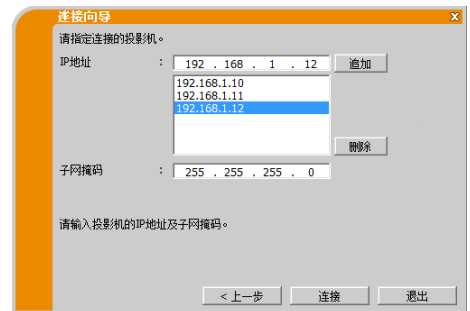 连接向导
x
请指定连接的投影机。
IP地址 : 192 . 168 . 1 . 12 追加
192.168.1.10
192.168.1.11
192.168.1.12
删除
子网掩码 : 255 . 255 . 255 . 0
请输入投影机的IP地址及子网掩码。
<上一步 连接 退出